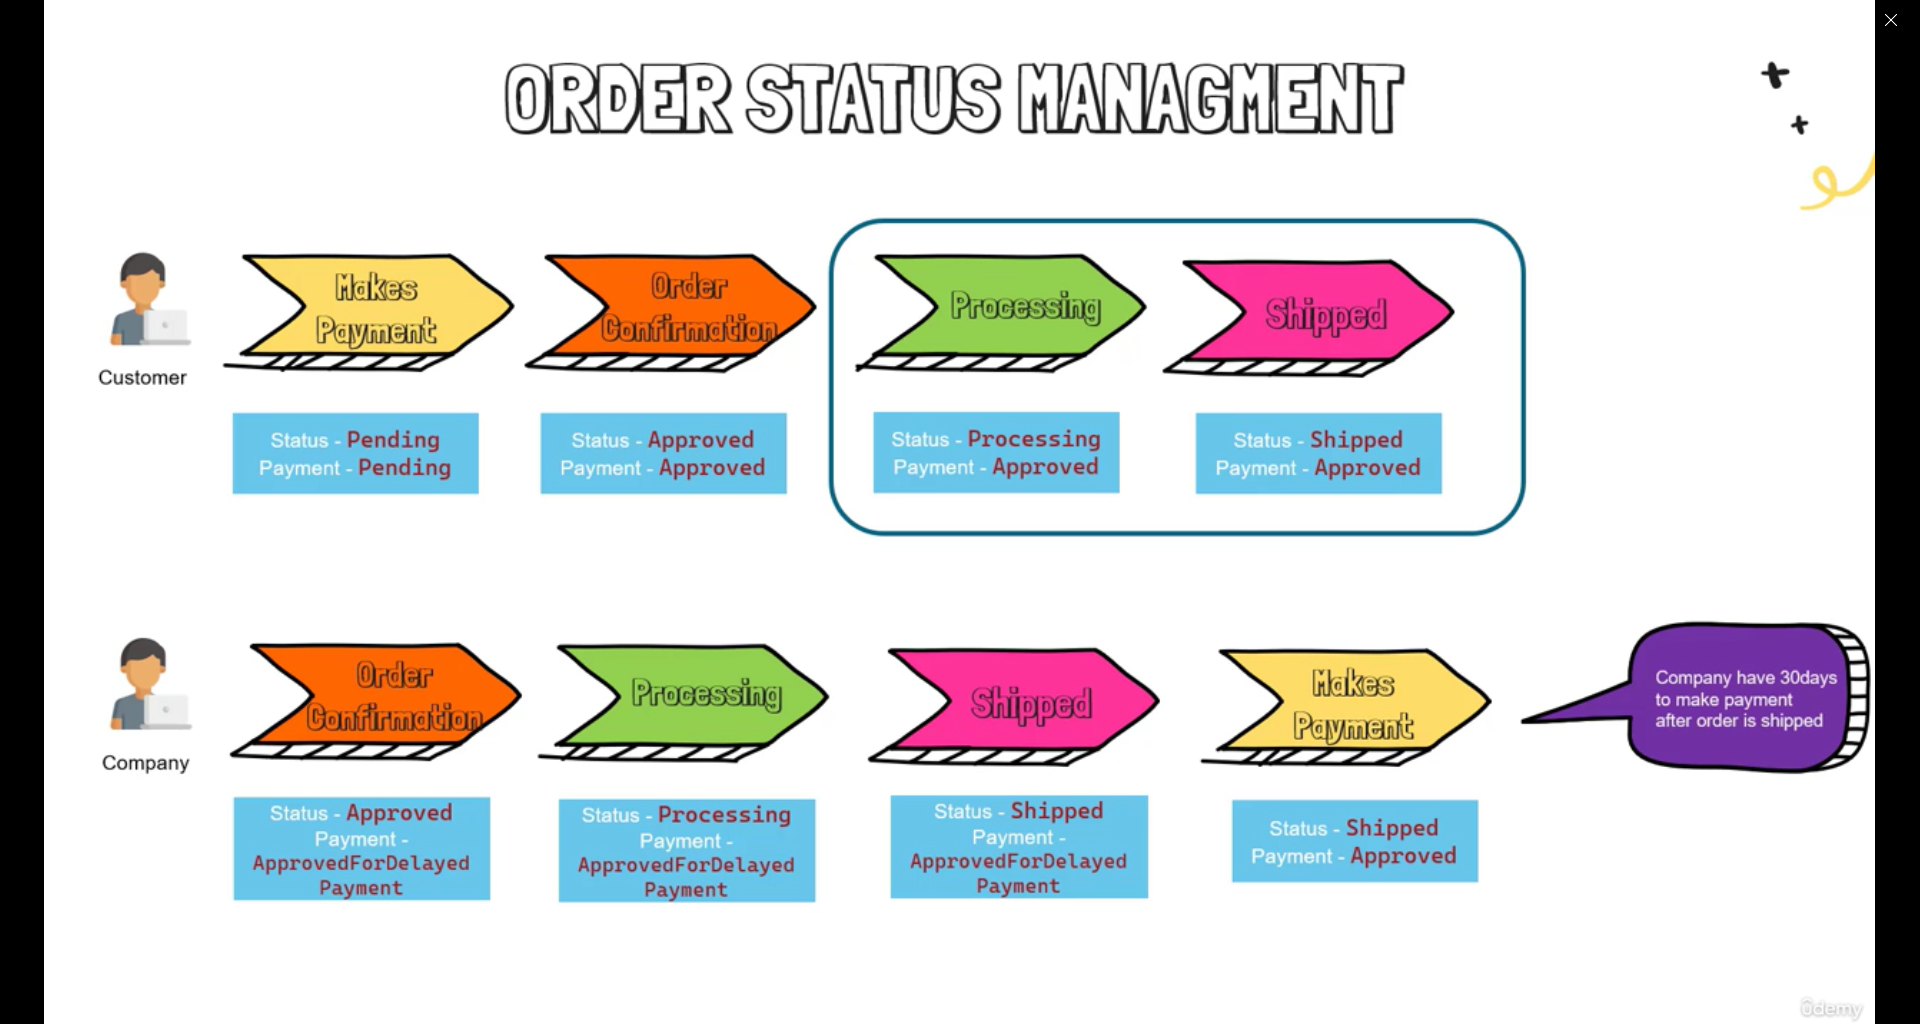 ORDER STATUS MANAGMENT
Makes
Payment
Order
Confirmation
Processing
Shipped
Customer
Status - Pending
Payment - Pending
Status - Approved
Payment - Approved
Status - Processing
Payment - Approved
Status - Shipped
Payment - Approved
Order
Confirmation
Processing
Shipped
Makes
Payment
Company have 30days
to make payment
after order is shipped
Company
Status - Approved
Payment -
ApprovedForDelayed
Payment
Status - Processing
Payment -
ApprovedForDelayed
Payment
Status - Shipped
Payment -
ApprovedForDelayed
Payment
Status - Shipped
Payment - Approved
ûdemy